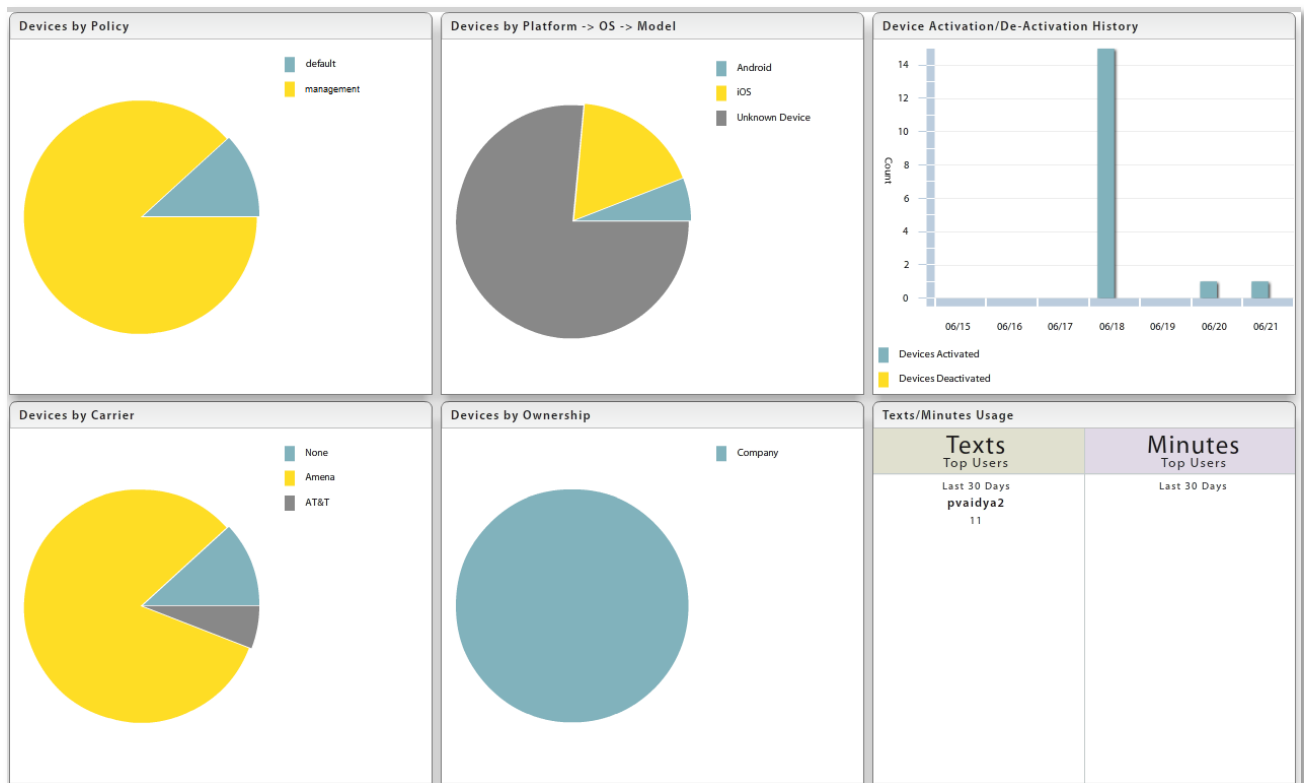 Devices by Policy
default
management
Devices by Platform -> OS -> Model
Android
iOS
Unknown Device
Device Activation/De-Activation History
14
12
10
8
6
4
2
0
Count
06/15 06/16 06/17 06/18 06/19 06/20 06/21
Devices Activated
Devices Deactivated
Devices by Carrier
None
Amena
AT&T
Devices by Ownership
Company
Texts/Minutes Usage
Texts
Top Users
Last 30 Days
pvaidya2
11
Minutes
Top Users
Last 30 Days